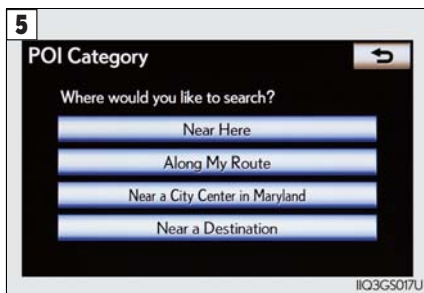 5
POI Category
Where would you like to search?
Near Here
Along My Route
Near a City Center in Maryland
Near a Destination
IIQ3GS017U